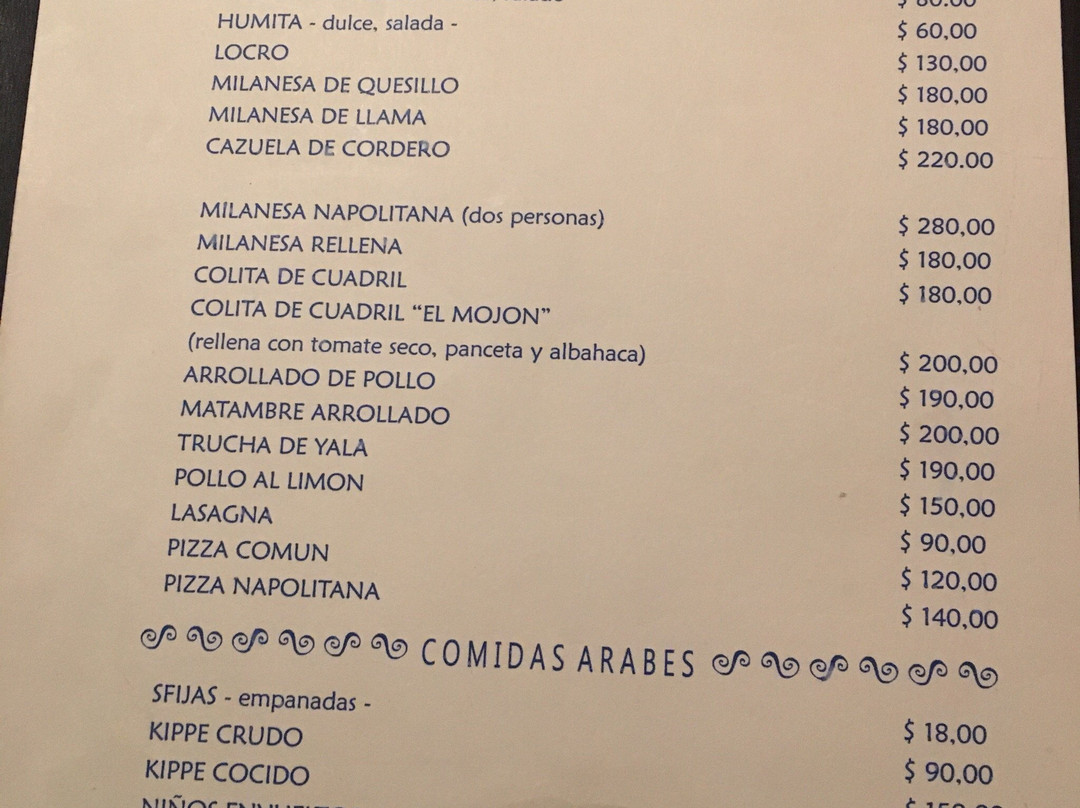 HUMITA - dulce, salada - $ 60,00
LOCRO $ 130,00
MILANESA DE QUESILLO $ 180,00
MILANESA DE LLAMA $ 180,00
CAZUELA DE CORDERO $ 220.00
MILANESA NAPOLITANA (dos personas) $ 280,00
MILANESA RELLENA $ 180,00
COLITA DE CUADRIL $ 180,00
COLITA DE CUADRIL “EL MOJON”
(rellena con tomate seco, panceta y albahaca) $ 200,00
ARROLLADO DE POLLO $ 190,00
MATAMBRE ARROLLADO $ 200,00
TRUCHA DE YALA $ 190,00
POLLO AL LIMON $ 150,00
LASAGNA $ 90,00
PIZZA COMUN $ 120,00
PIZZA NAPOLITANA $ 140,00
COMIDAS ARABES
SFIJAS - empanadas - $ 18,00
KIPPE CRUDO $ 90,00
KIPPE COCIDO
NIÑOS